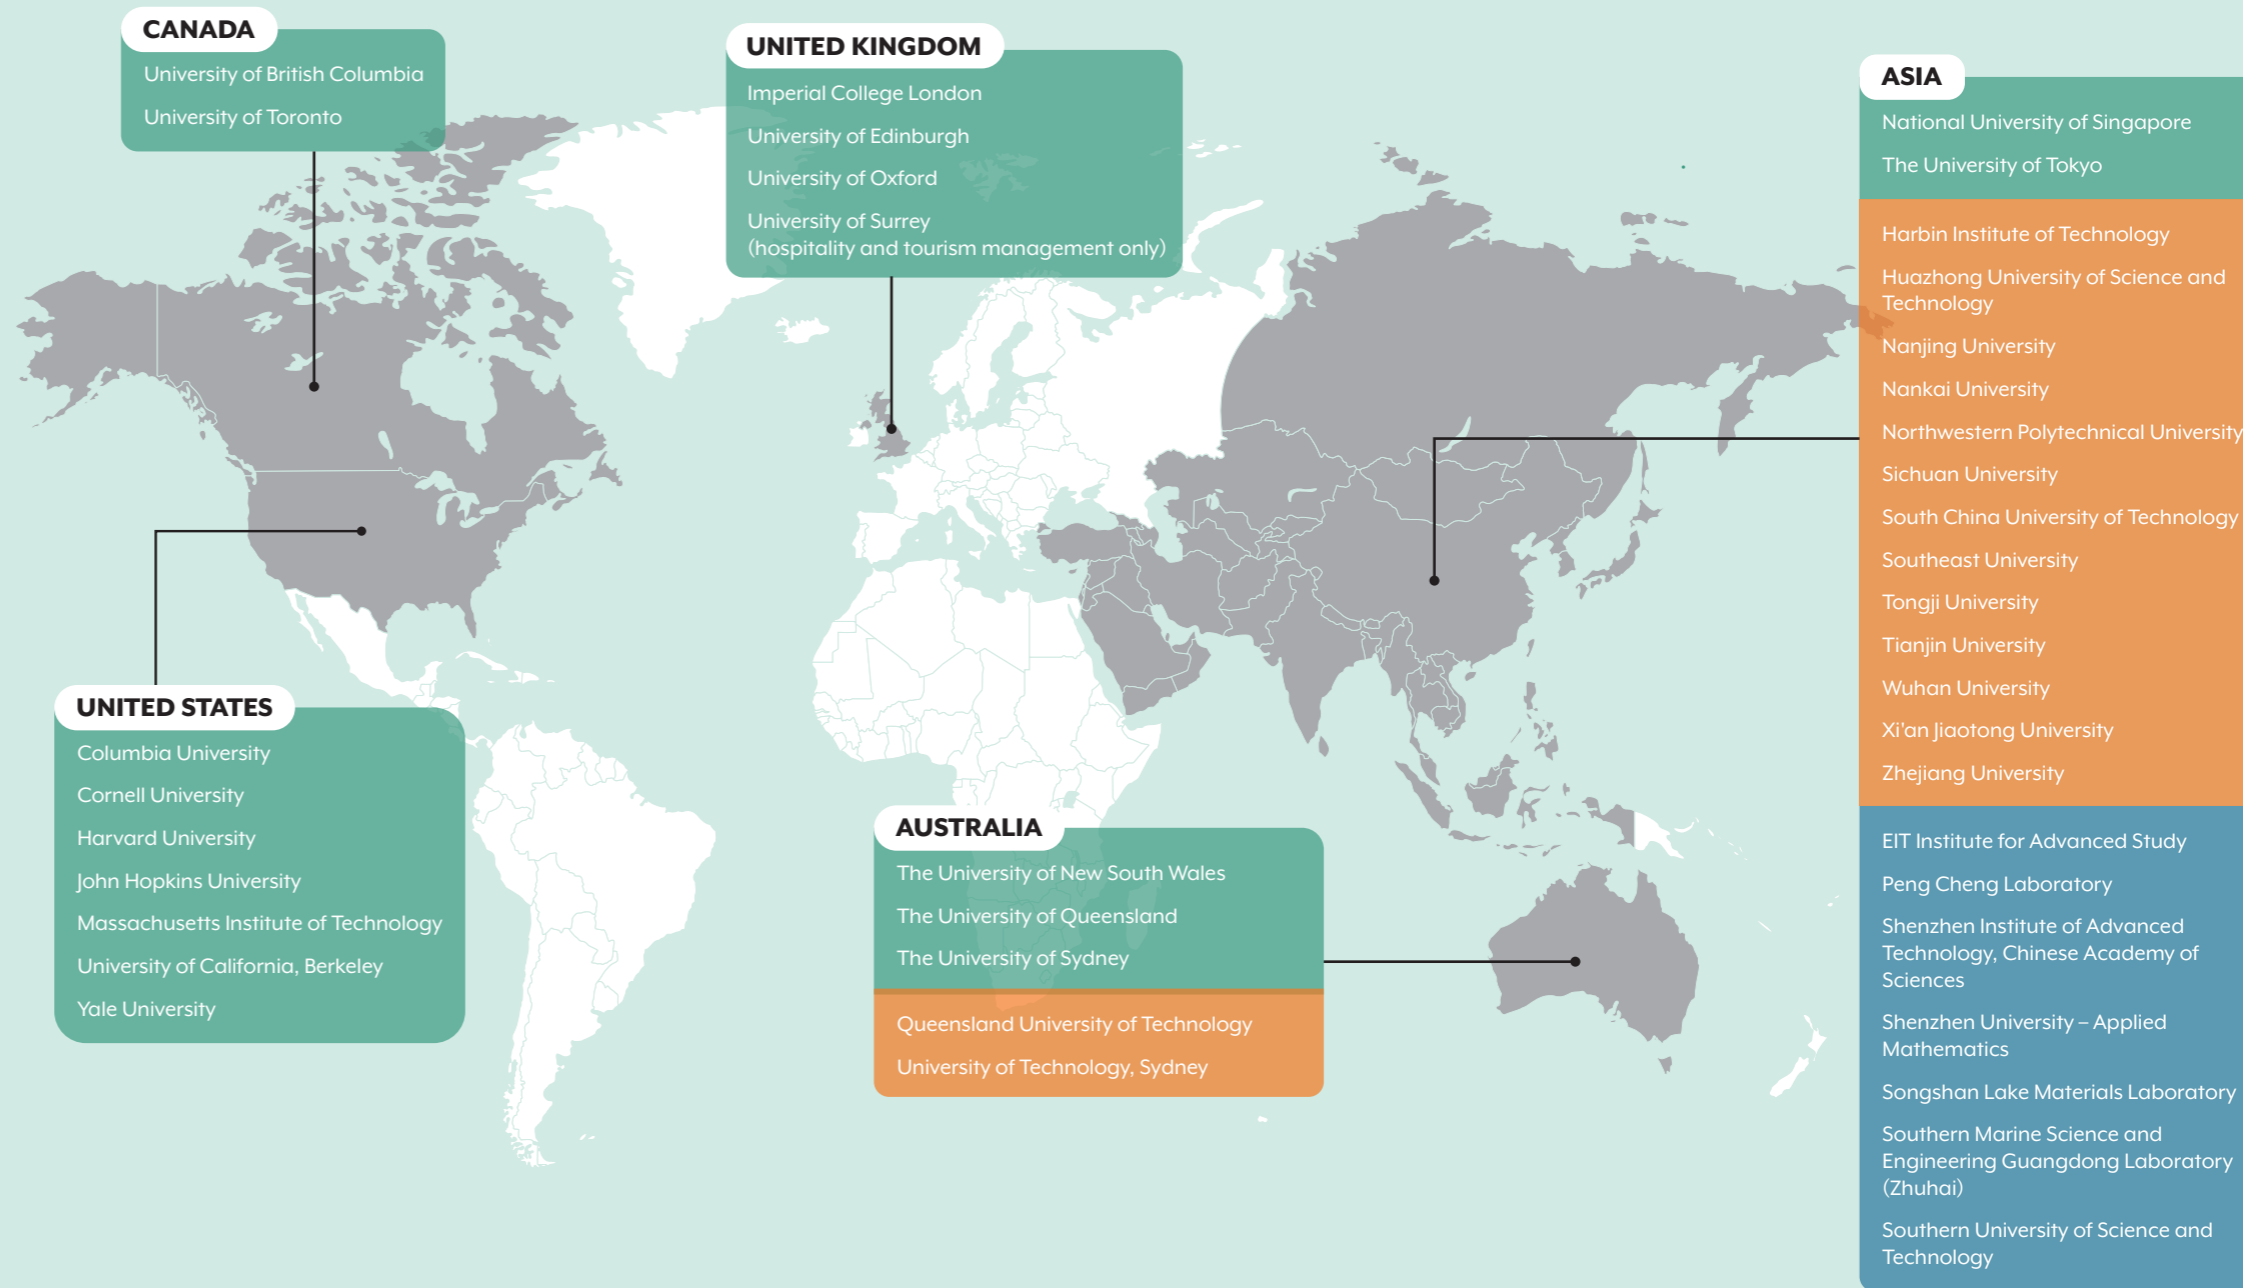 CANADA
University of British Columbia
University of Toronto
UNITED KINGDOM
Imperial College London
University of Edinburgh
University of Oxford
University of Surrey
(hospitality and tourism management only)
ASIA
National University of Singapore
The University of Tokyo
Harbin Institute of Technology
Huazhong University of Science and
Technology
Nanjing University
Nankai University
Northwestern Polytechnical University
Sichuan University
South China University of Technology
Southeast University
Tongji University
Tianjin University
Wuhan University
Xi'an Jiaotong University
Zhejiang University
EIT Institute for Advanced Study
Peng Cheng Laboratory
Shenzhen Institute of Advanced
Technology, Chinese Academy of
Sciences
Shenzhen University – Applied
Mathematics
Songshan Lake Materials Laboratory
Southern Marine Science and
Engineering Guangdong Laboratory
(Zhuhai)
Southern University of Science and
Technology
UNITED STATES
Columbia University
Cornell University
Harvard University
John Hopkins University
Massachusetts Institute of Technology
University of California, Berkeley
Yale University
AUSTRALIA
The University of New South Wales
The University of Queensland
The University of Sydney
Queensland University of Technology
University of Technology, Sydney